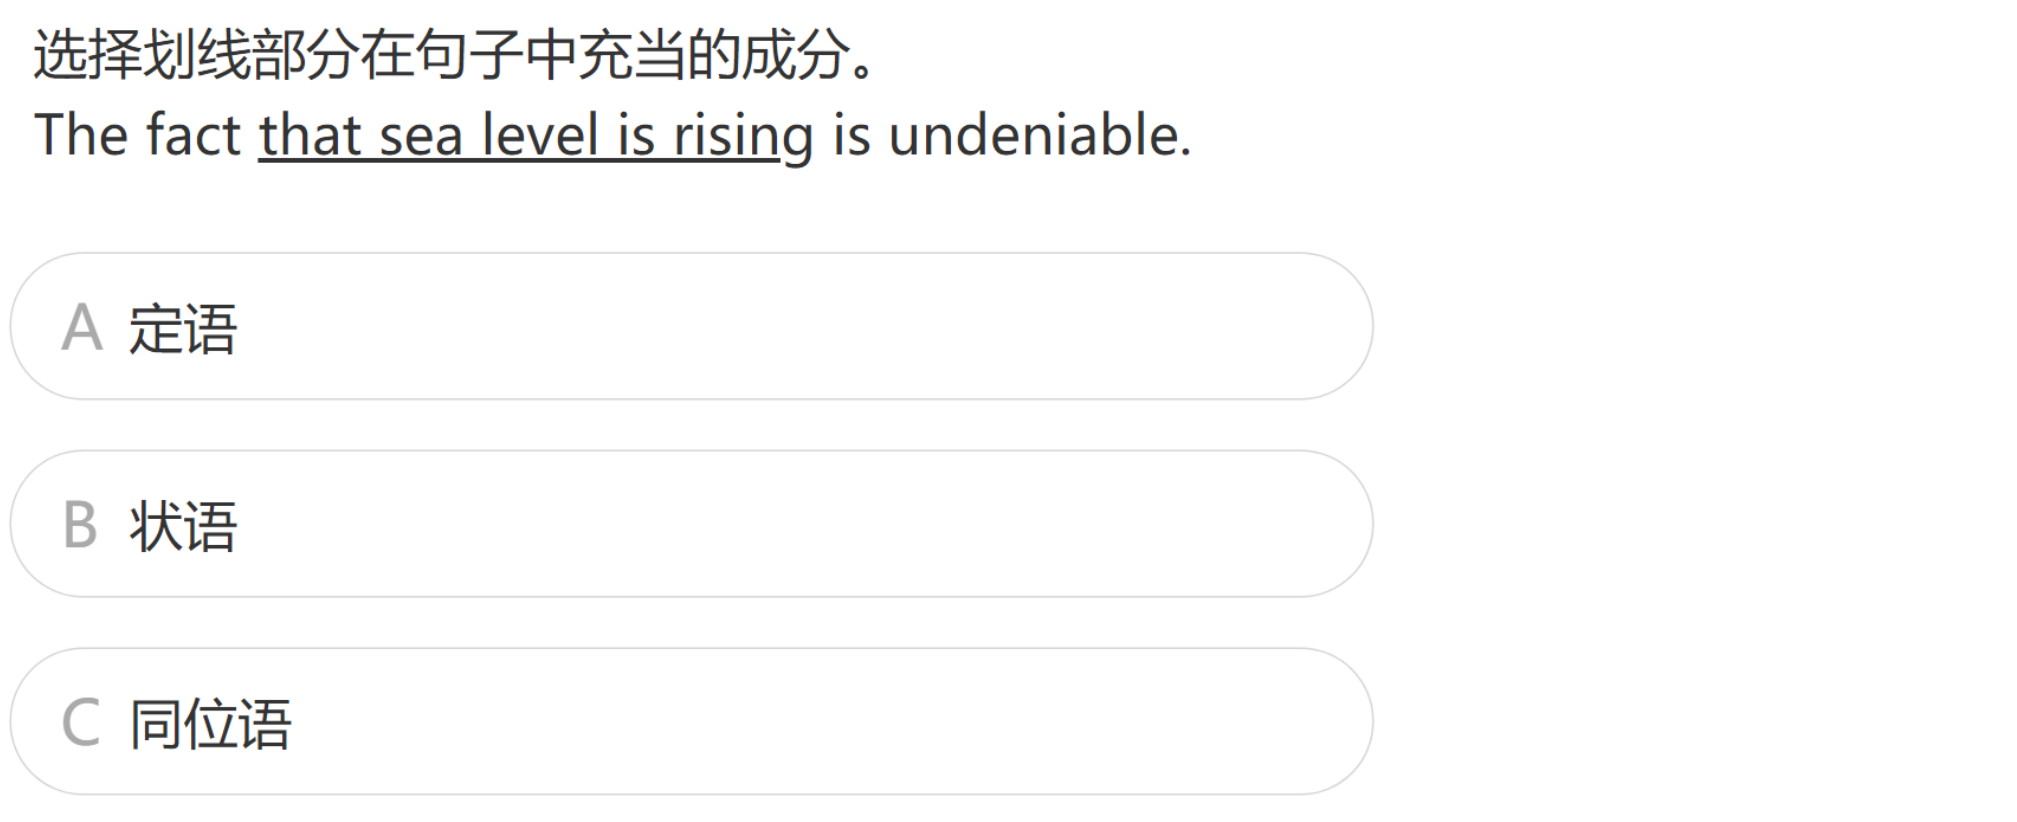 选择划线部分在句子中充当的成分。
The fact that sea level is rising is undeniable.
A 定语
B 状语
C 同位语